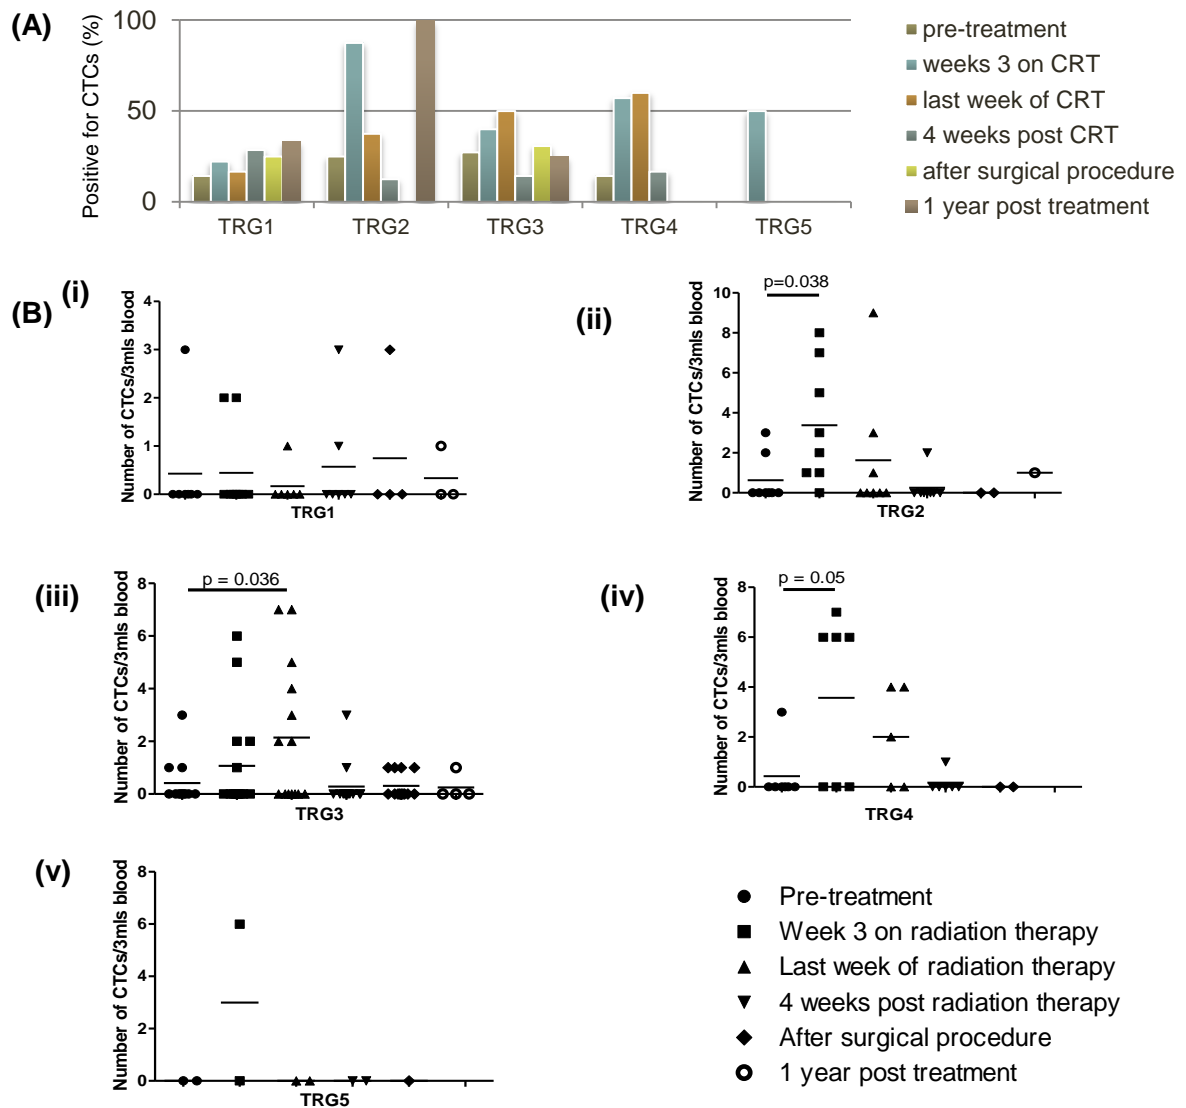 (A)
Positive for CTCs (%)
100
50
0
TRG1 TRG2 TRG3 TRG4 TRG5
pre-treatment
weeks 3 on CRT
last week of CRT
4 weeks post CRT
after surgical procedure
1 year post treatment
(B)
(i)
Number of CTCs/3mls blood
4
3
2
1
0
TRG1
(ii)
p=0.038
Number of CTCs/3mls blood
10
8
6
4
2
0
TRG2
(iii)
p = 0.036
Number of CTCs/3mls blood
8
6
4
2
0
TRG3
(iv)
p = 0.05
Number of CTCs/3mls blood
8
6
4
2
0
TRG4
(v)
Number of CTCs/3mls blood
8
6
4
2
0
TRG5
Pre-treatment
Week 3 on radiation therapy
Last week of radiation therapy
4 weeks post radiation therapy
After surgical procedure
1 year post treatment